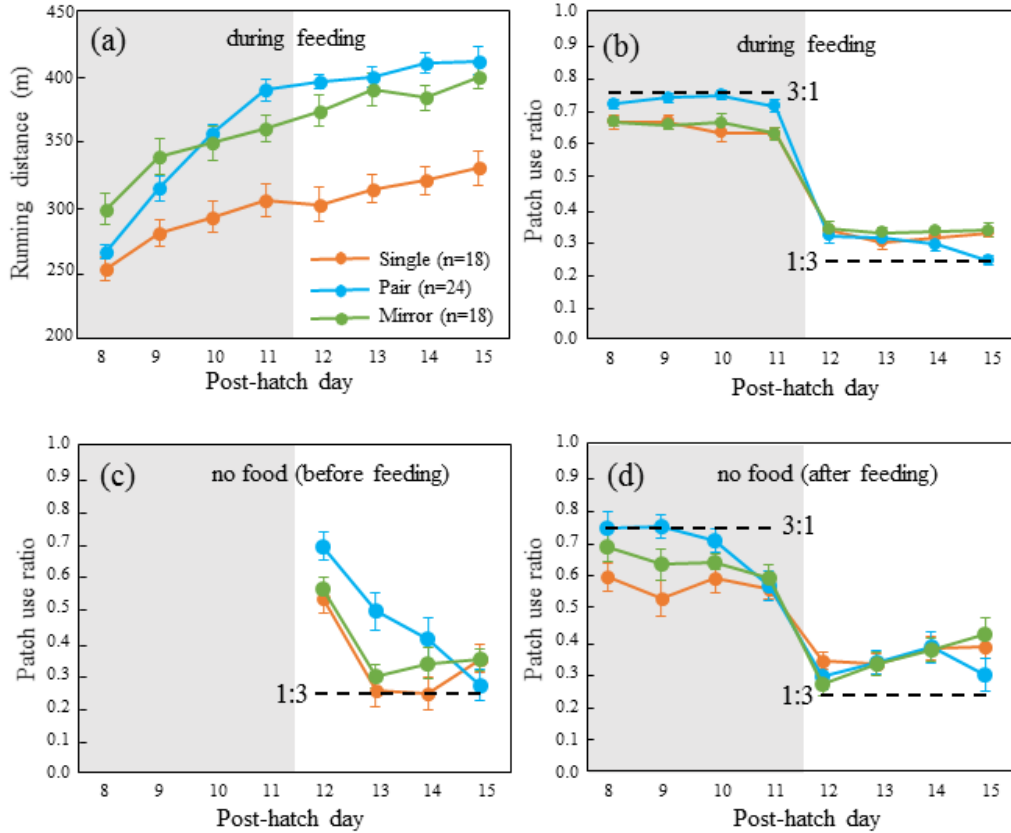 (a)
during feeding
Running distance (m)
450
400
350
300
250
200
Single (n=18)
Pair (n=24)
Mirror (n=18)
8 9 10 11 12 13 14 15
Post-hatch day
(b)
during feeding
Patch use ratio
1.0
0.9
0.8
0.7
0.6
0.5
0.4
0.3
0.2
0.1
0.0
3:1
1:3
8 9 10 11 12 13 14 15
Post-hatch day
(c)
no food (before feeding)
Patch use ratio
1.0
0.9
0.8
0.7
0.6
0.5
0.4
0.3
0.2
0.1
0.0
1:3
8 9 10 11 12 13 14 15
Post-hatch day
(d)
no food (after feeding)
Patch use ratio
1.0
0.9
0.8
0.7
0.6
0.5
0.4
0.3
0.2
0.1
0.0
3:1
1:3
8 9 10 11 12 13 14 15
Post-hatch day